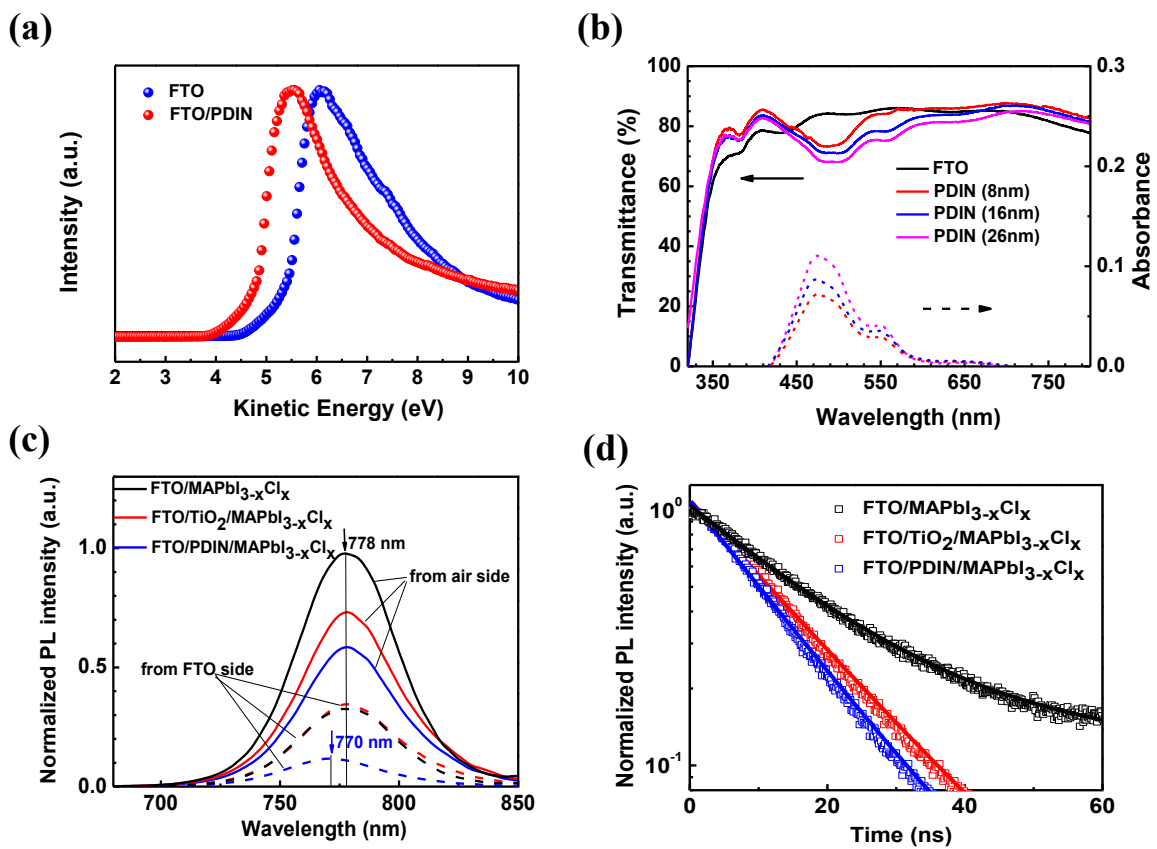 (a)
FTO
FTO/PDIN
Intensity (a.u.)
2 3 4 5 6 7 8 9 10
Kinetic Energy (eV)
(b)
100
80
60
40
20
0
Transmittance (%)
0.3
0.2
0.1
0.0
Absorbance
FTO
PDIN (8nm)
PDIN (16nm)
PDIN (26nm)
350 450 550 650 750
Wavelength (nm)
(c)
FTO/MAPbI3-xClx
FTO/TiO2/MAPbI3-xClx
FTO/PDIN/MAPbI3-xClx
778 nm
from air side
from FTO side
770 nm
1.0
0.5
0.0
Normalized PL intensity (a.u.)
700 750 800 850
Wavelength (nm)
(d)
10^0
10^-1
Normalized PL intensity (a.u.)
FTO/MAPbI3-xClx
FTO/TiO2/MAPbI3-xClx
FTO/PDIN/MAPbI3-xClx
0 20 40 60
Time (ns)